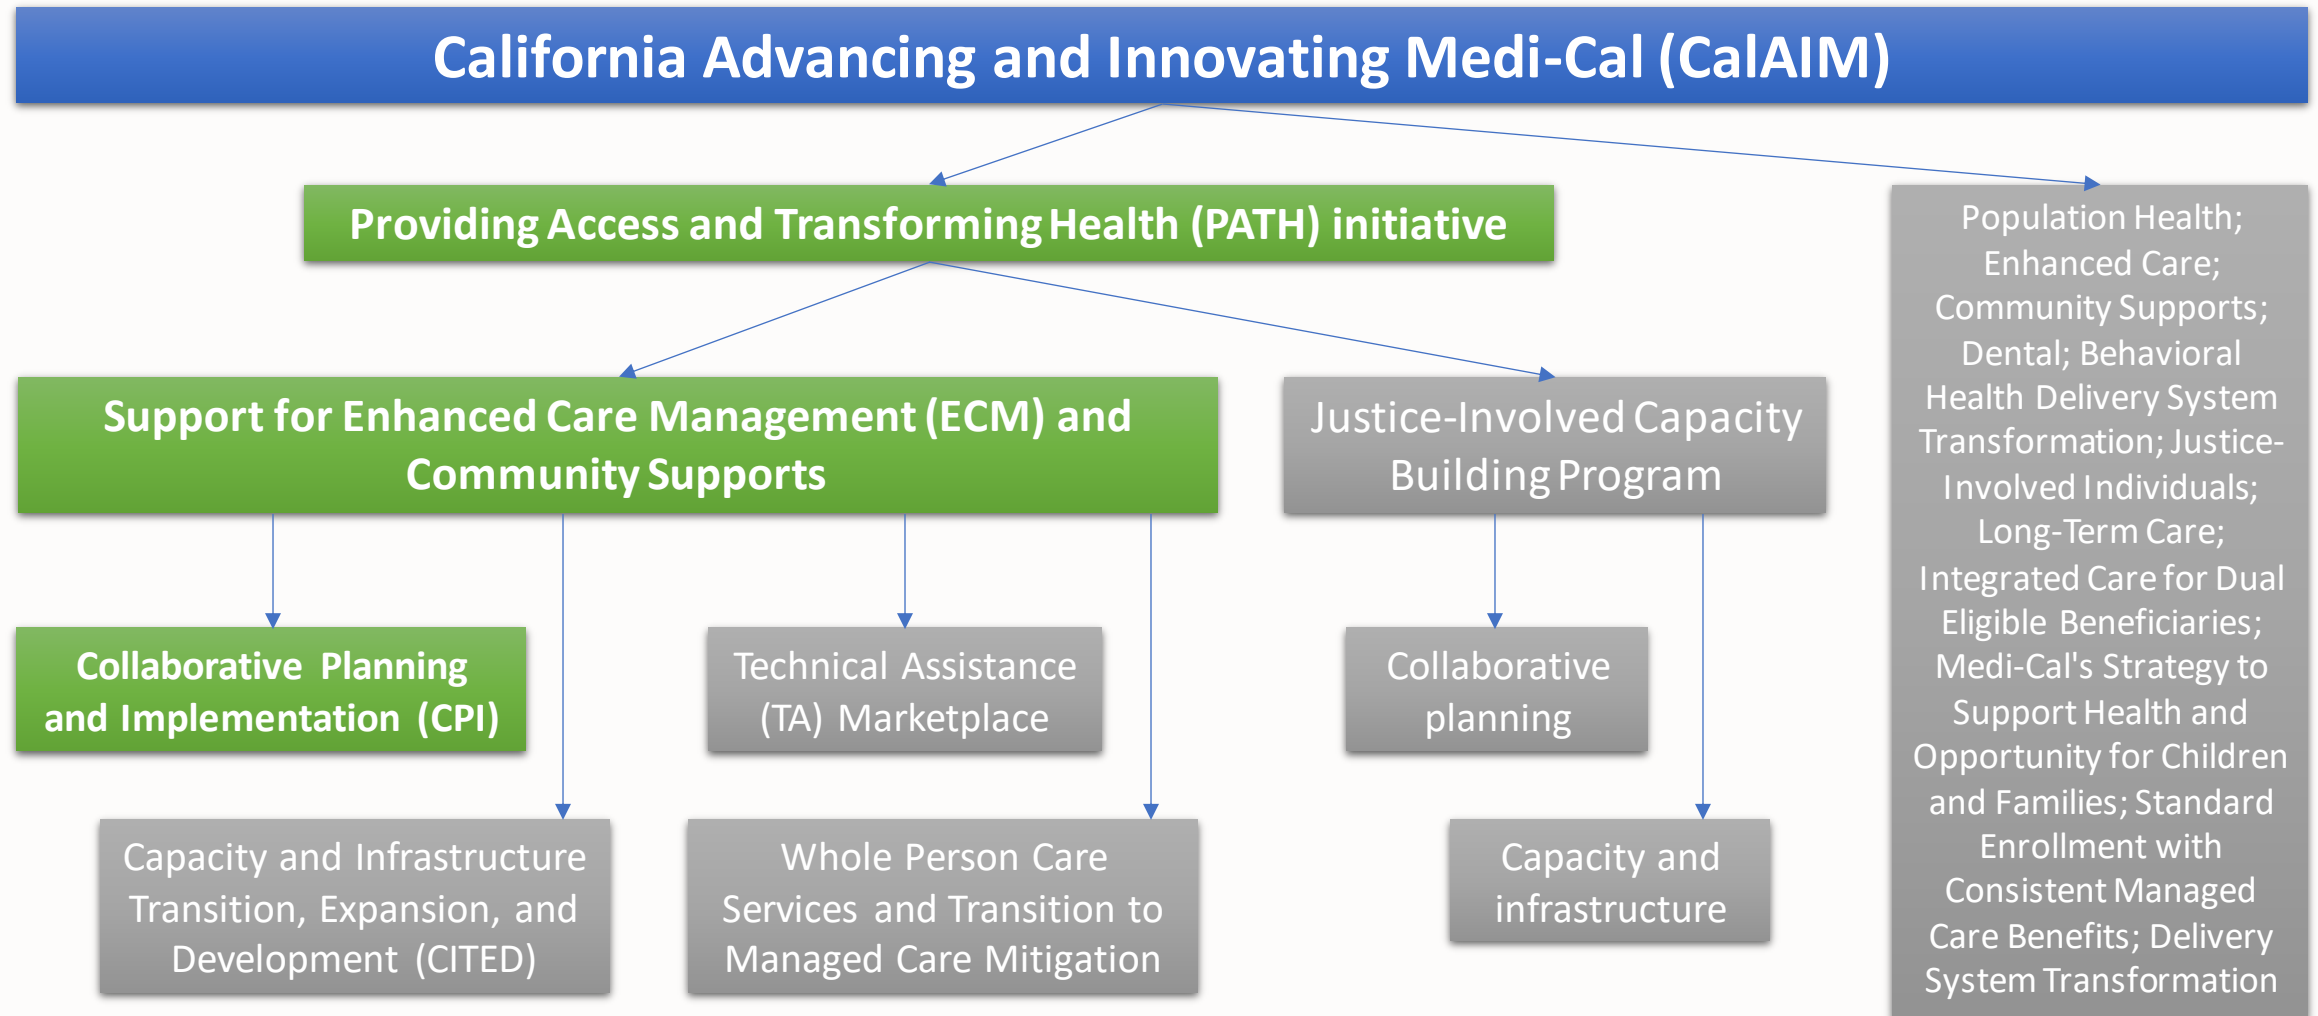 California Advancing and Innovating Medi-Cal (CalAIM)
Providing Access and Transforming Health (PATH) initiative
Support for Enhanced Care Management (ECM) and
Community Supports
Justice-Involved Capacity
Building Program
Collaborative Planning
and Implementation (CPI)
Technical Assistance
(TA) Marketplace
Collaborative
planning
Capacity and Infrastructure
Transition, Expansion, and
Development (CITED)
Whole Person Care
Services and Transition to
Managed Care Mitigation
Capacity and
infrastructure
Population Health;
Enhanced Care;
Community Supports;
Dental; Behavioral
Health Delivery System
Transformation; Justice-
Involved Individuals;
Long-Term Care;
Integrated Care for Dual
Eligible Beneficiaries;
Medi-Cal's Strategy to
Support Health and
Opportunity for Children
and Families; Standard
Enrollment with
Consistent Managed
Care Benefits; Delivery
System Transformation